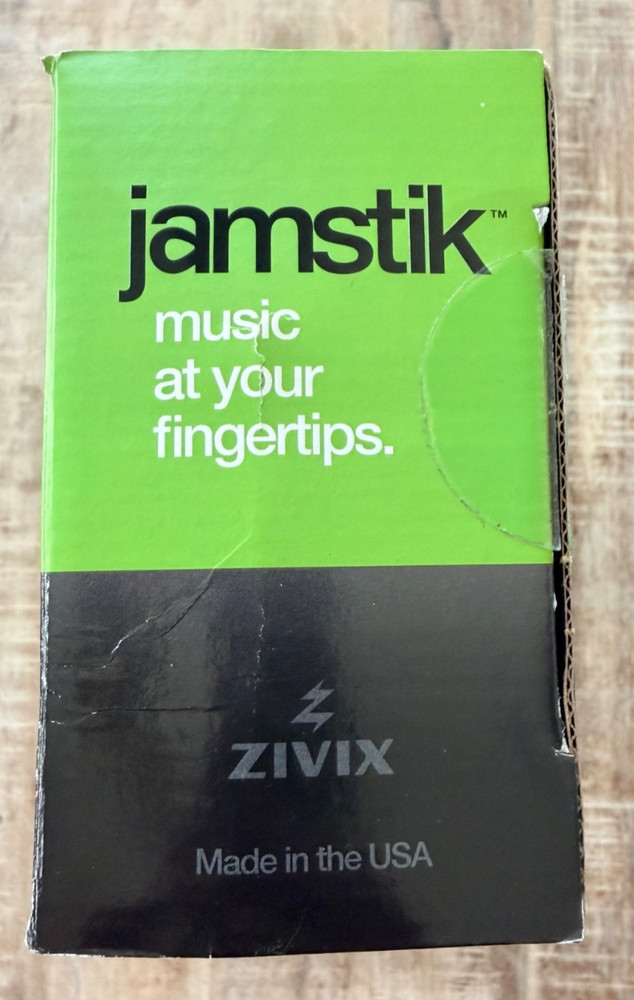 jamstik™
music
at your
fingertips.
ZIVIX
Made in the USA